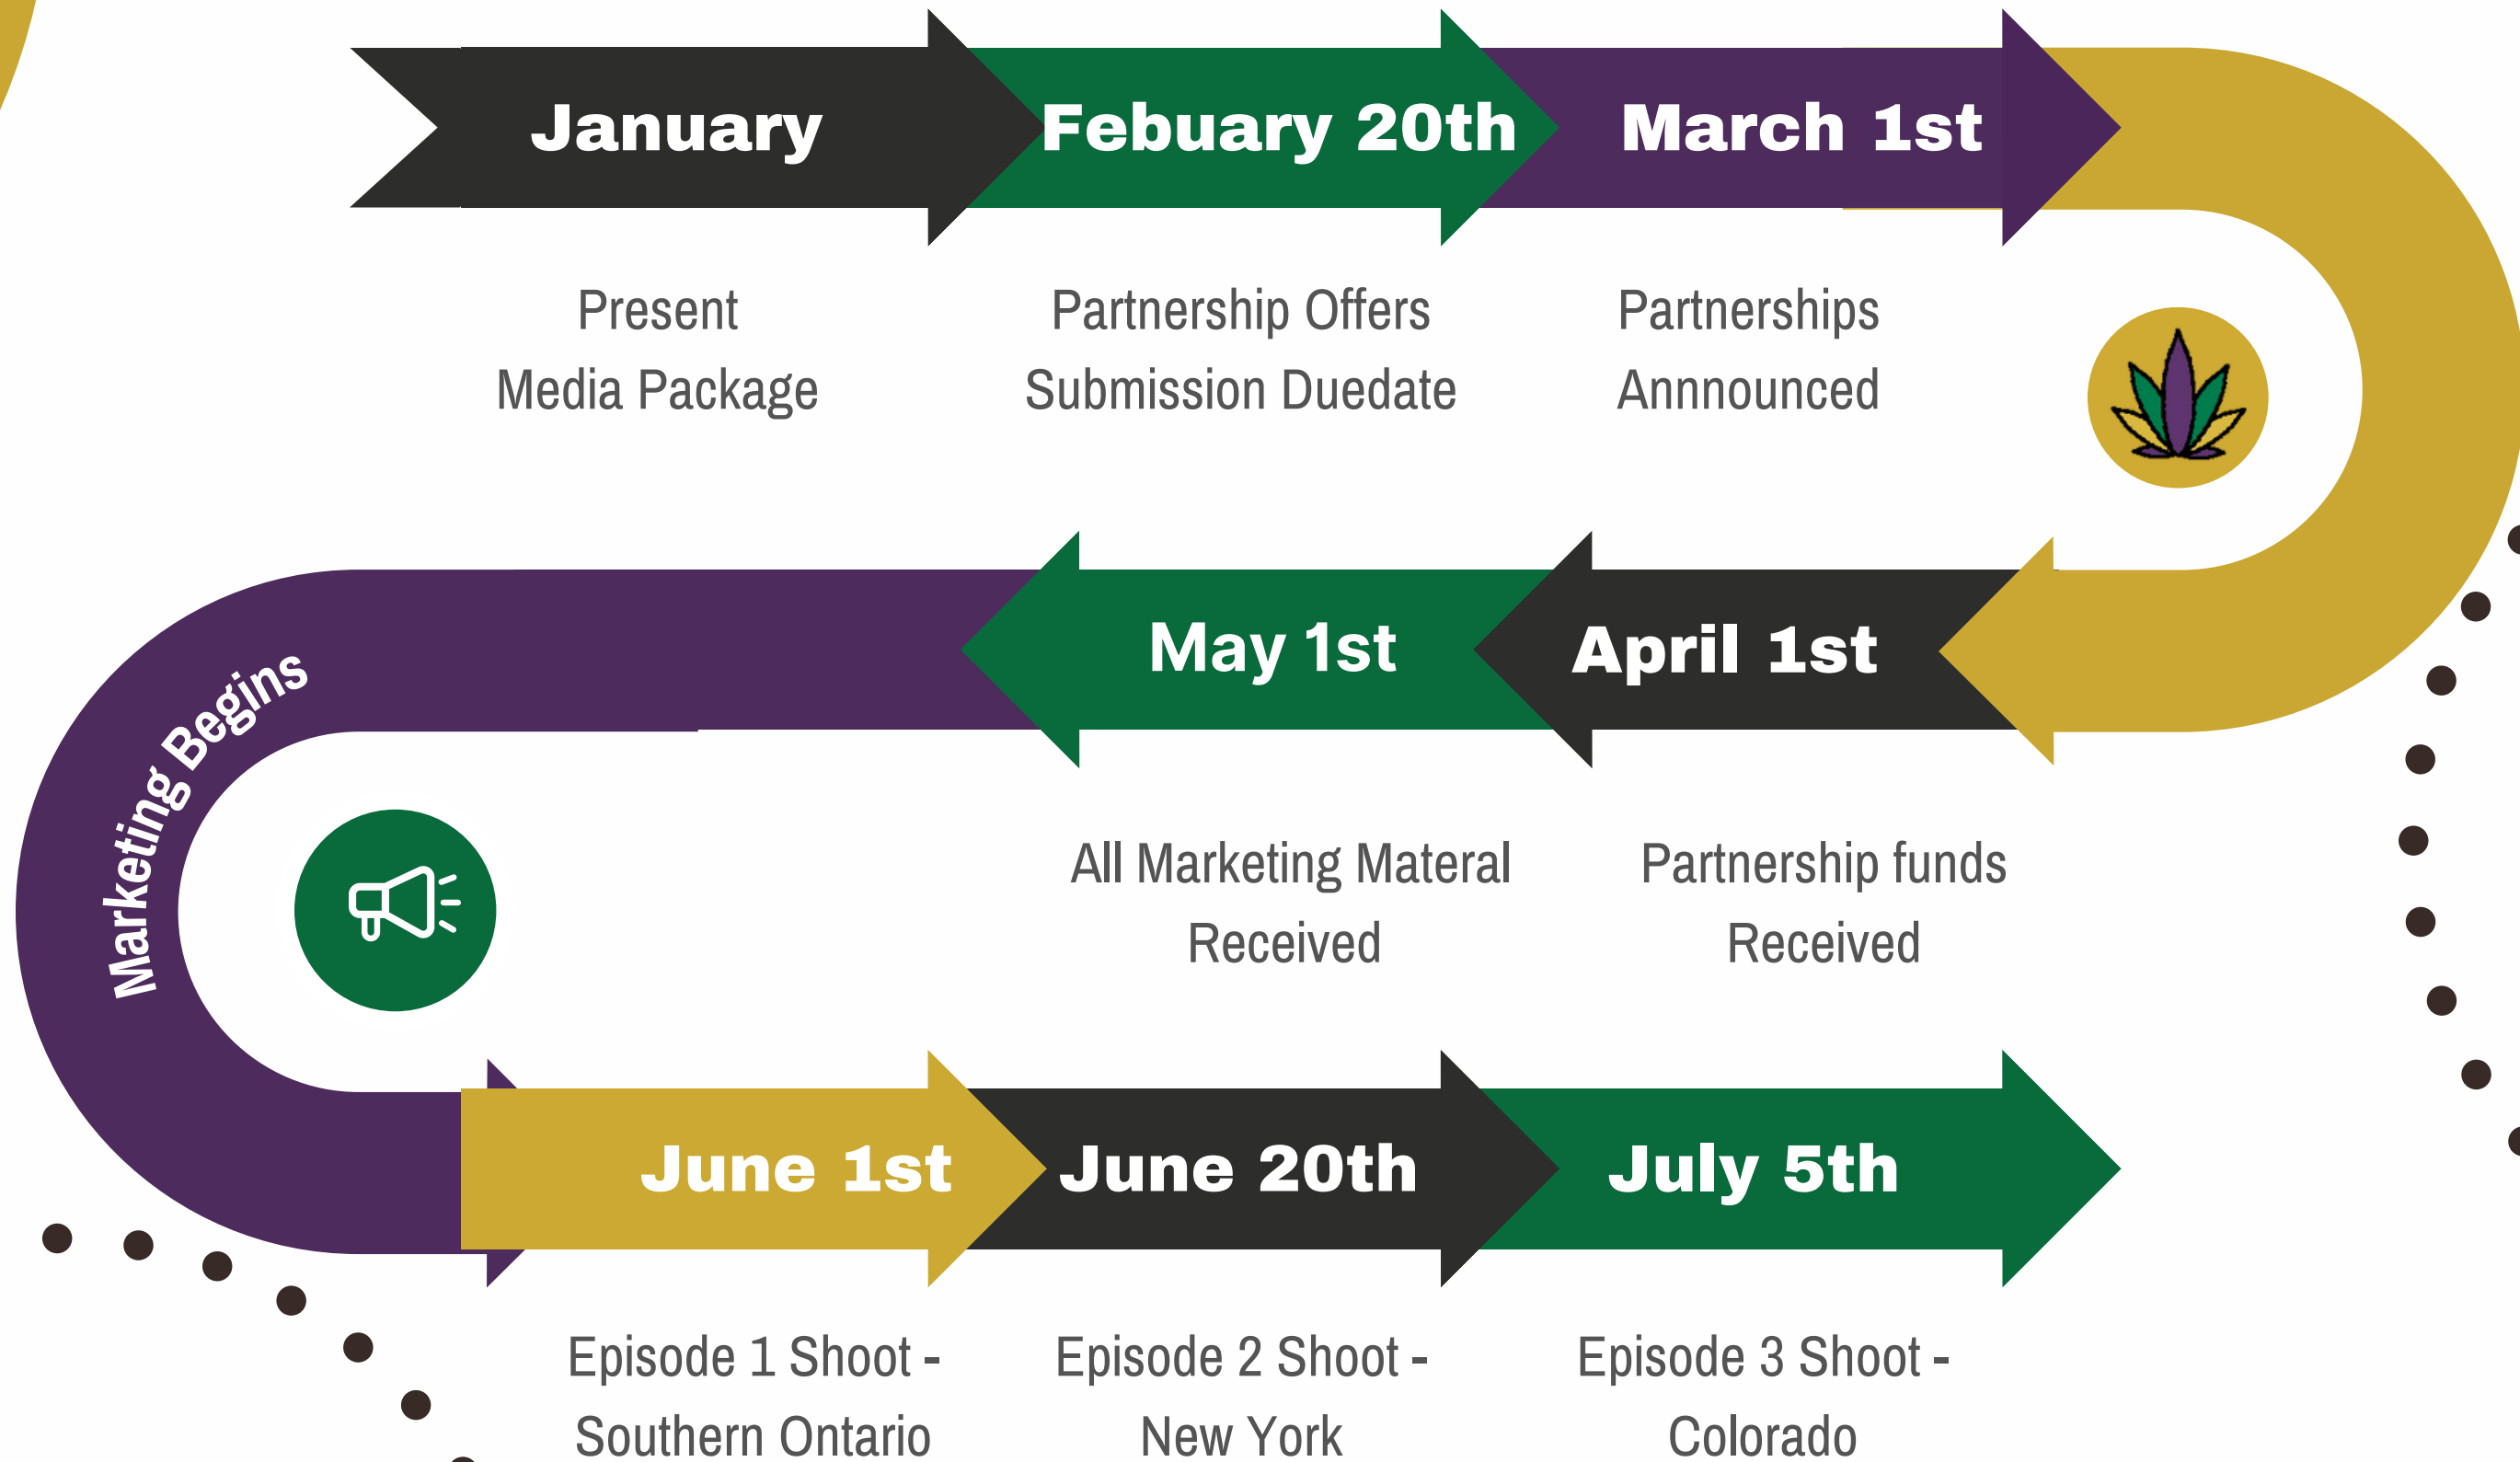 January
Febuary 20th
March 1st
Present
Media Package
Partnership Offers
Submission Duedate
Partnerships
Announced
May 1st
April 1st
All Marketing Materal
Received
Partnership funds
Received
Marketing Begins
June 1st
June 20th
July 5th
Episode 1 Shoot -
Southern Ontario
Episode 2 Shoot -
New York
Episode 3 Shoot -
Colorado